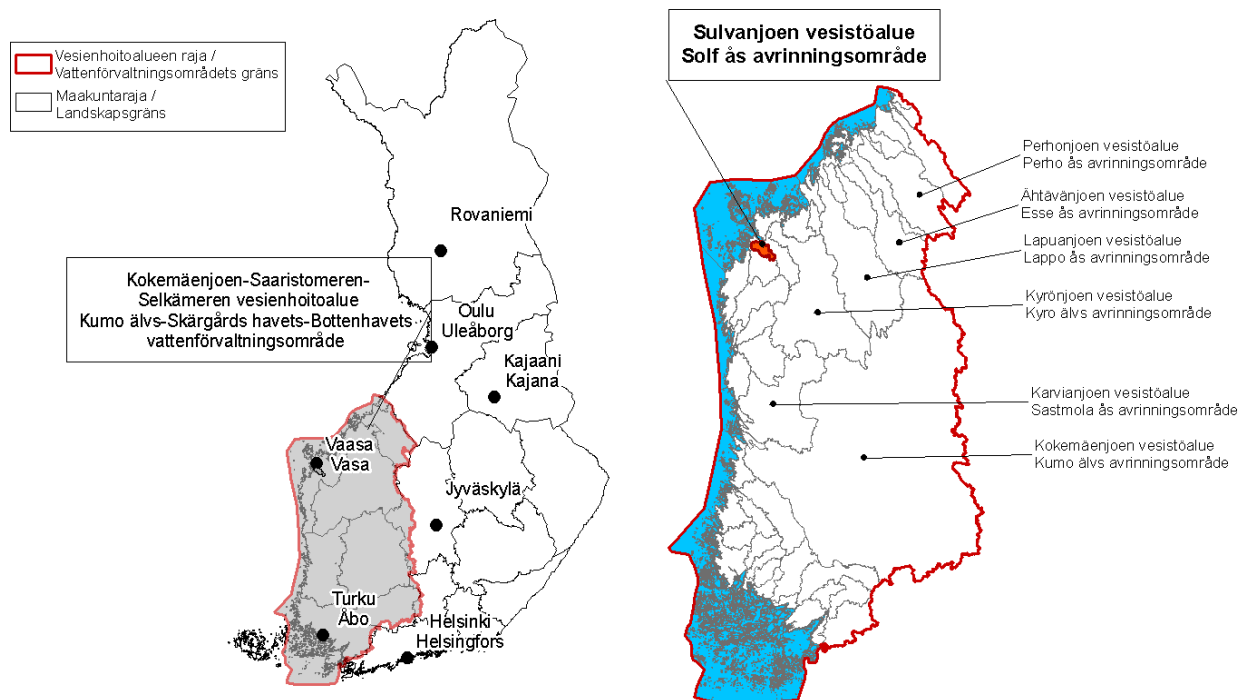 Vesienhoitoalueen raja /
Vattenförvaltningsområdets gräns
Maakuntaraja /
Landskapsgräns
Rovaniemi
Kokemäenjoen-Saaristomeren-
Selkämeren vesienhoitoalue
Kumo älvs-Skärgårds havets-Bottenhavets
vattenförvaltningsområde
Oulu
Uleåborg
Kajaani
Kajana
Vaasa
Vasa
Jyväskylä
Turku
Åbo
Helsinki
Helsingfors
Sulvanjoen vesistöalue
Solf ås avrinningsområde
Perhonjoen vesistöalue
Perho ås avrinningsområde
Ähtävänjoen vesistöalue
Esse ås avrinningsområde
Lapuanjoen vesistöalue
Lappo ås avrinningsområde
Kyrönjoen vesistöalue
Kyro älvs avrinningsområde
Karvianjoen vesistöalue
Sastmola ås avrinningsområde
Kokemäenjoen vesistöalue
Kumo älvs avrinningsområde